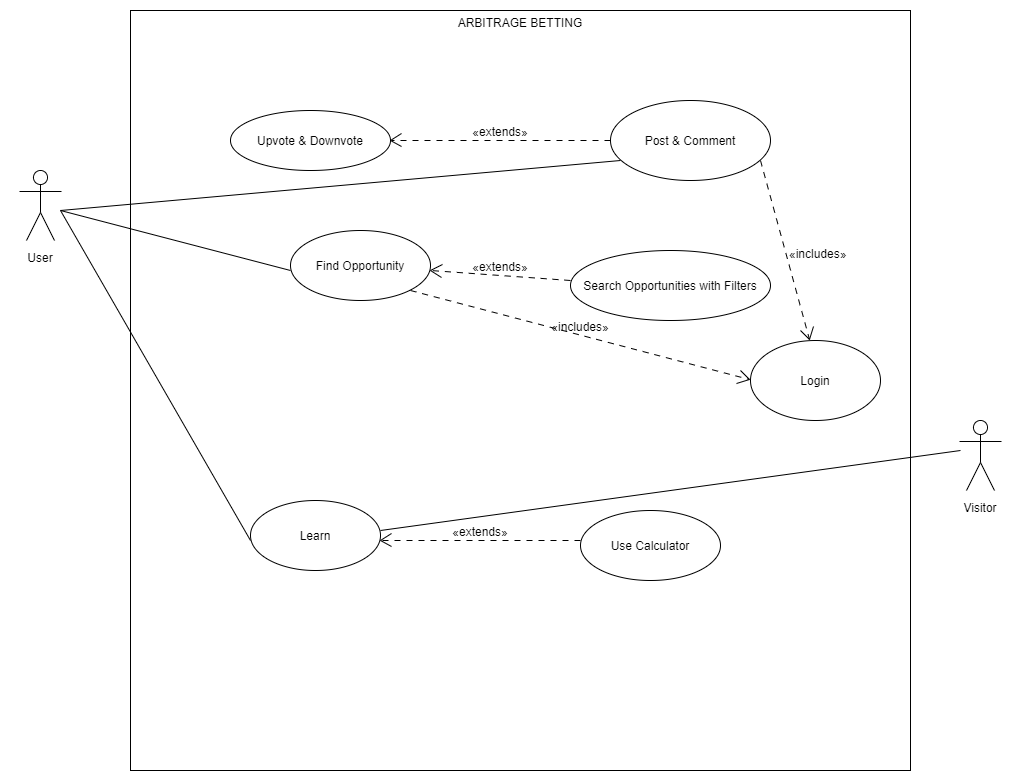 ARBITRAGE BETTING
Upvote & Downvote
«extends»
Post & Comment
User
Find Opportunity
«extends»
Search Opportunities with Filters
«includes»
«includes»
Login
Visitor
Learn
«extends»
Use Calculator